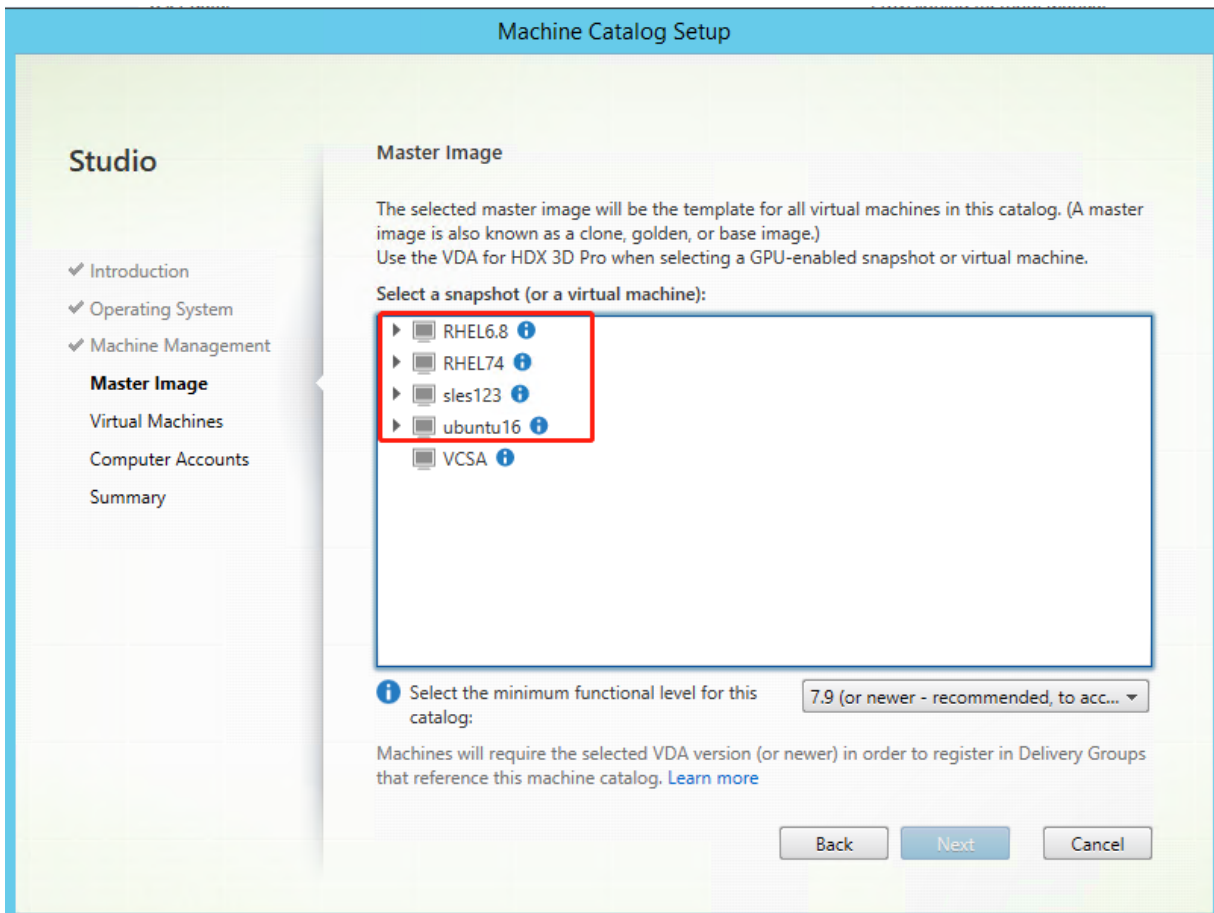 Machine Catalog Setup
Studio
Introduction
Operating System
Machine Management
Master Image
Virtual Machines
Computer Accounts
Summary
Master Image
The selected master image will be the template for all virtual machines in this catalog. (A master
image is also known as a clone, golden, or base image.)
Use the VDA for HDX 3D Pro when selecting a GPU-enabled snapshot or virtual machine.
Select a snapshot (or a virtual machine):
RHEL6.8
RHEL74
sles123
ubuntu16
VCSA
Select the minimum functional level for this
catalog:
7.9 (or newer - recommended, to acc...
Machines will require the selected VDA version (or newer) in order to register in Delivery Groups
that reference this machine catalog. Learn more
Back
Next
Cancel